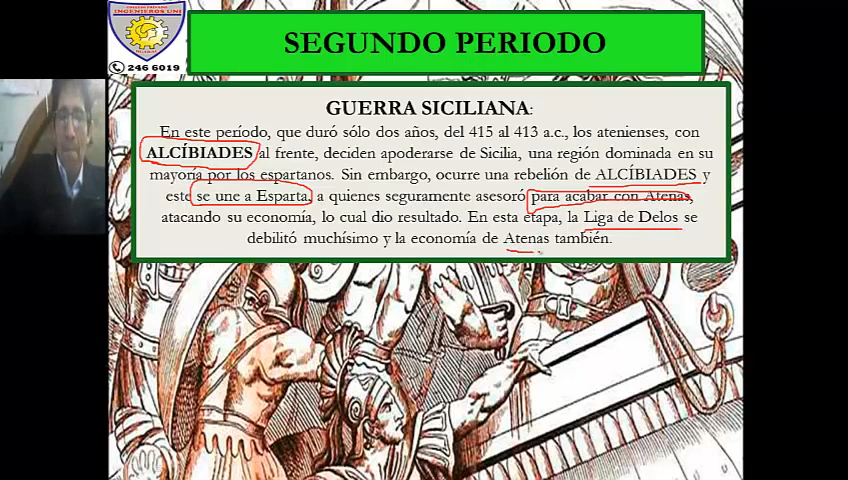 COLEGIO PRIVADO
INGENIEROS UNI
246 6019
SEGUNDO PERIODO
GUERRA SICILIANA:
En este período, que duró sólo dos años, del 415 al 413 a.c., los atenienses, con
ALCÍBIADES al frente, deciden apoderarse de Sicilia, una región dominada en su
mayoría por los espartanos. Sin embargo, ocurre una rebelión de ALCÍBIADES y
este se une a Esparta, a quienes seguramente asesoró para acabar con Atenas,
atacando su economía, lo cual dio resultado. En esta etapa, la Liga de Delos se
debilitó muchísimo y la economía de Atenas también.